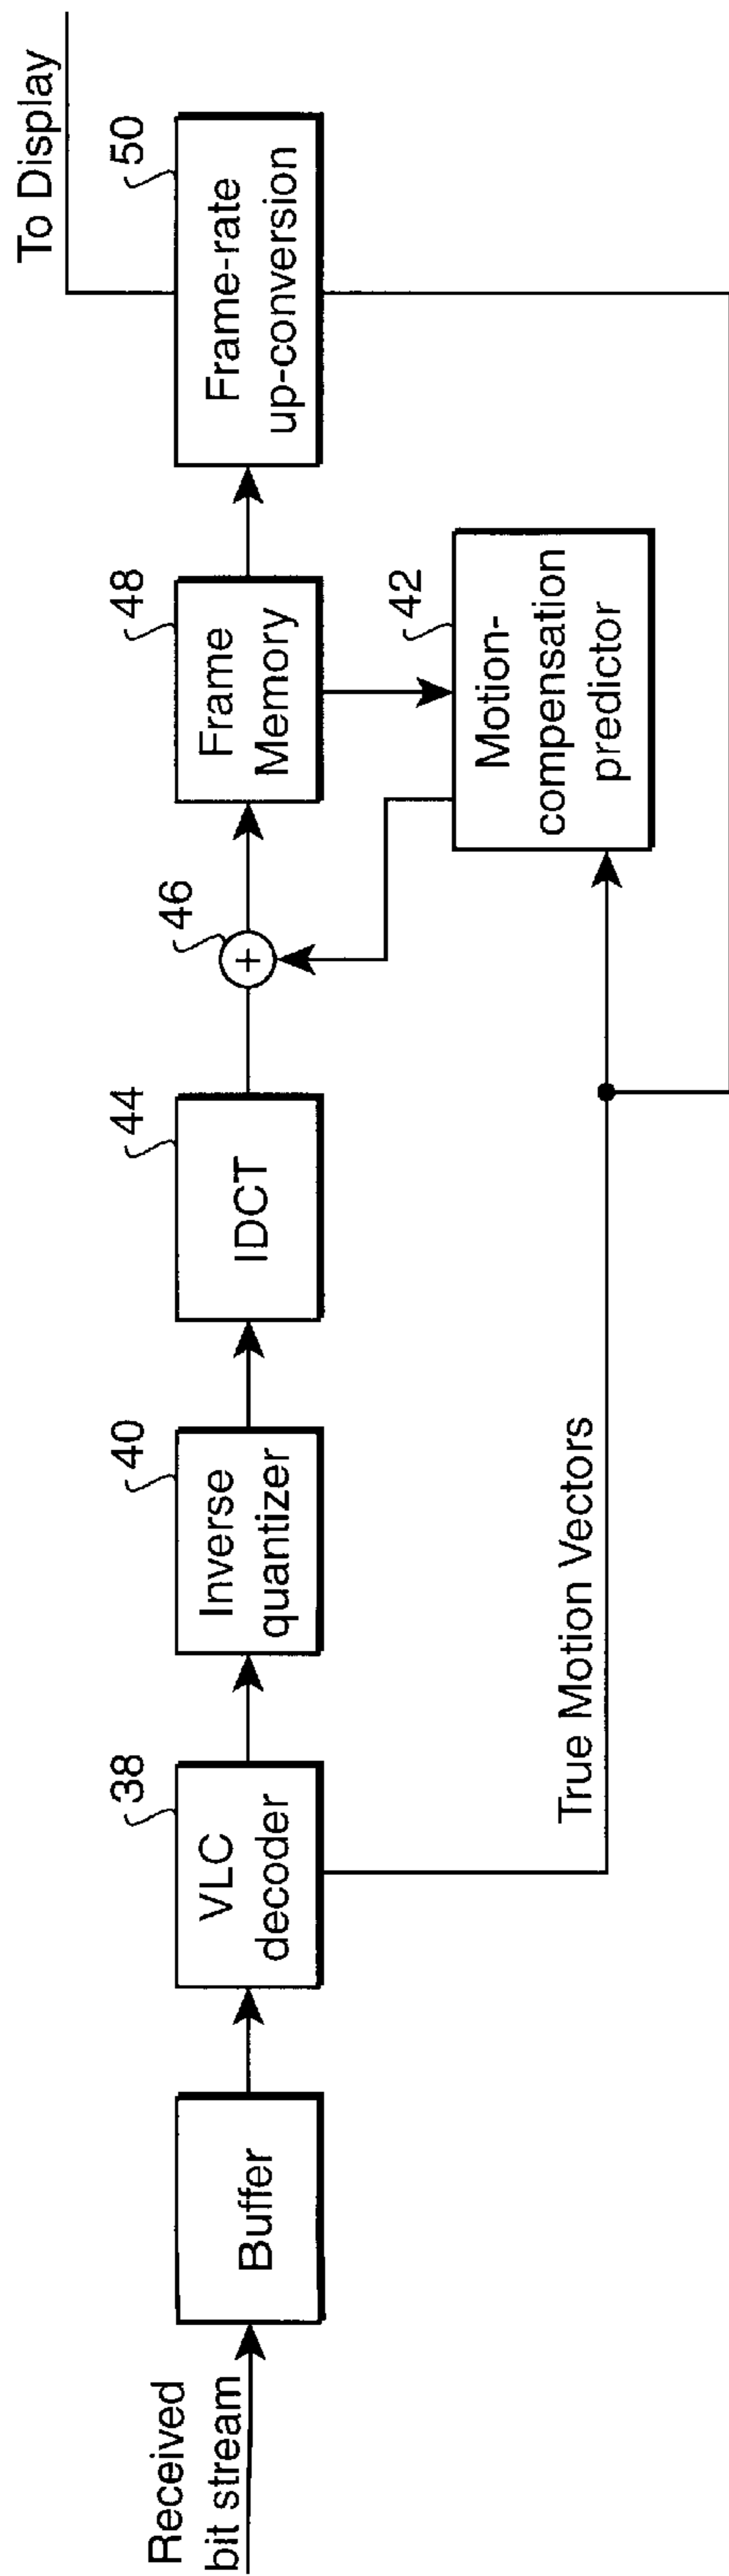 Received
bit stream
Buffer
38
VLC
decoder
40
Inverse
quantizer
44
IDCT
46
+
48
Frame
Memory
50
Frame-rate
up-conversion
To Display
42
Motion-
compensation
predictor
True Motion Vectors